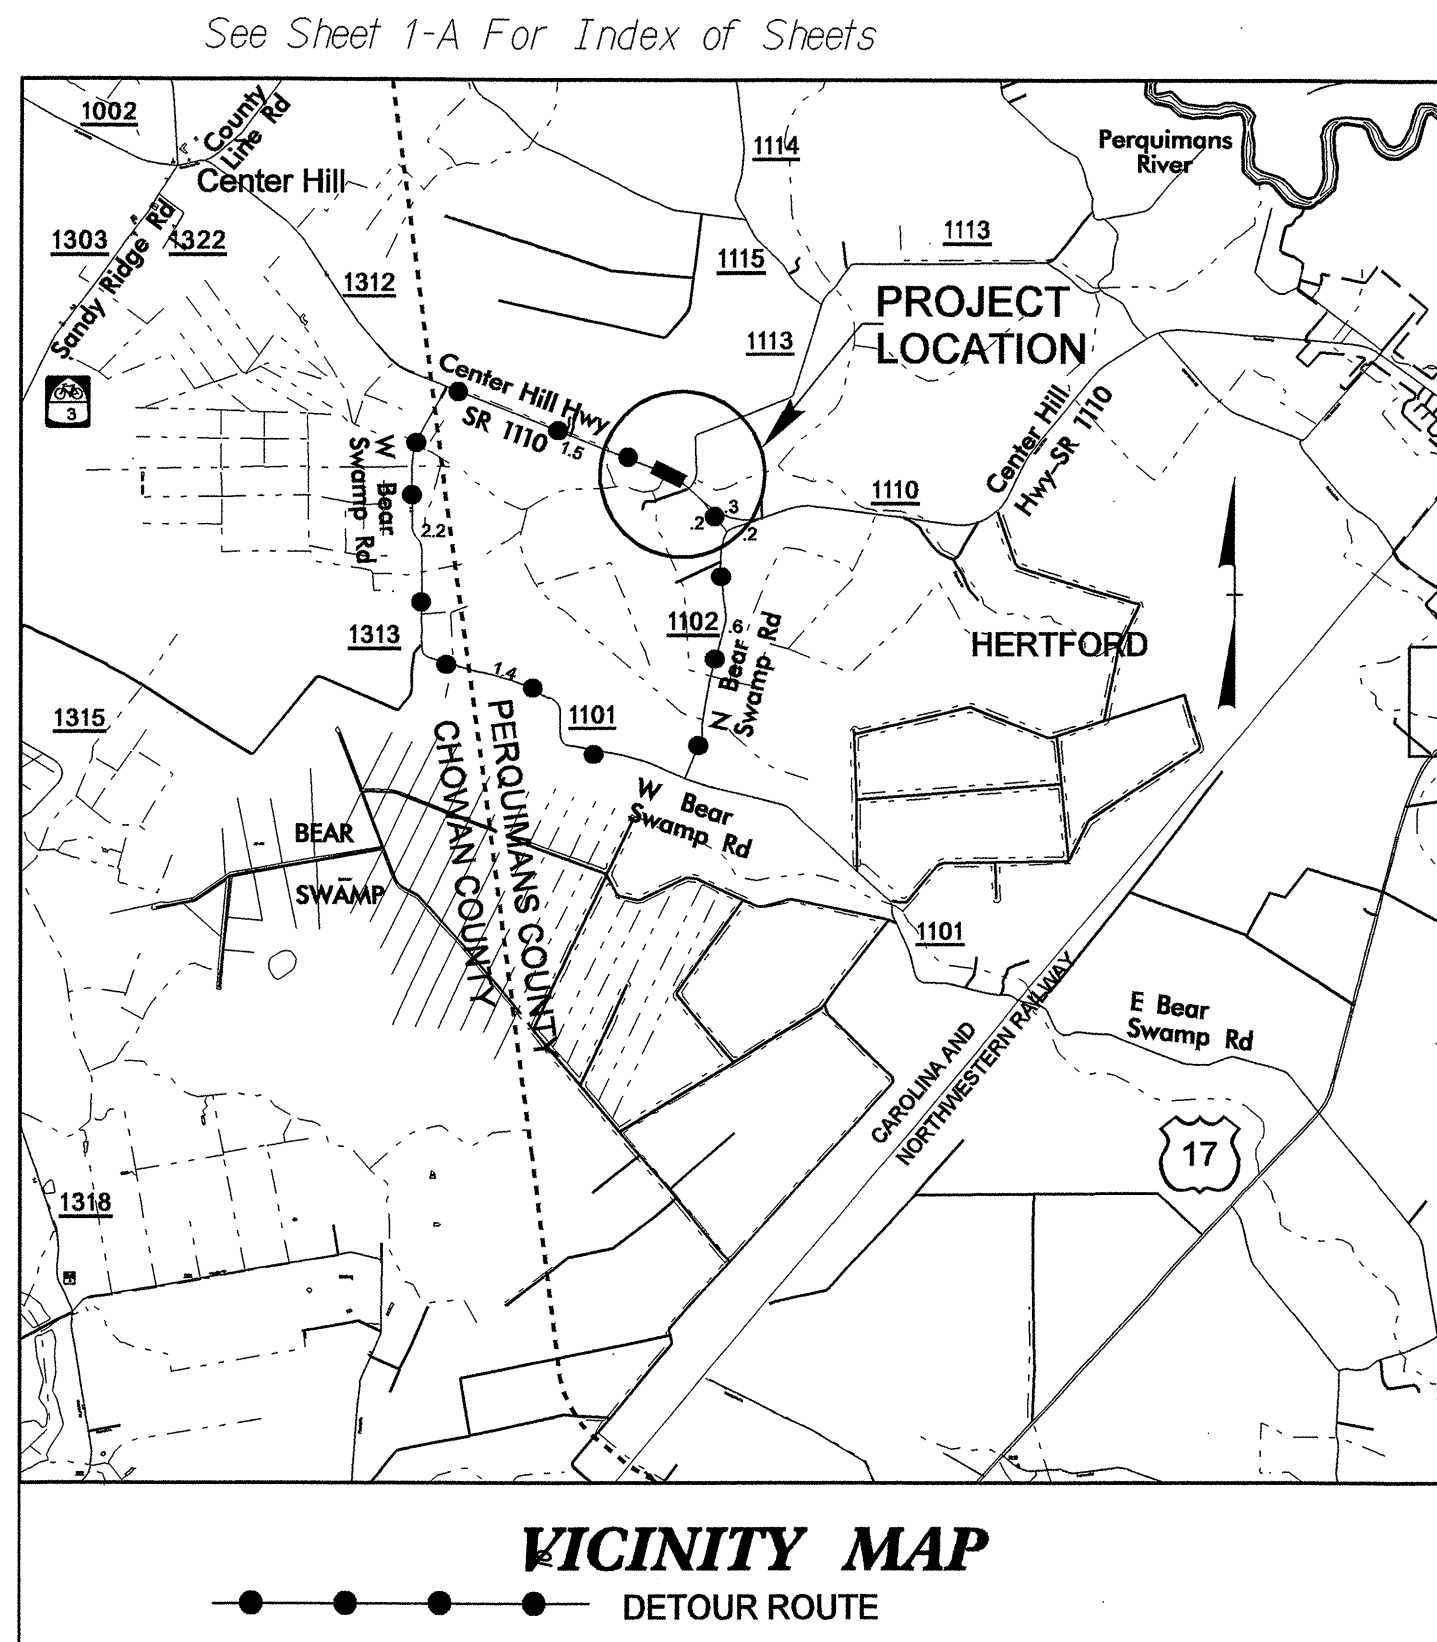 See Sheet 1-A For Index of Sheets
1002
County
Line Rd
Center Hill
1114
Perquimans
River
1303
1322
Sandy Ridge Rd
1312
1115
1113
PROJECT
LOCATION
1113
3
Center Hill Hwy
SR 1110
1.5
W Bear
Swamp Rd
2.2
.3
.2
.2
1110
Center Hill
Hwy-SR 1110
1313
1102
.6
N Bear
Swamp Rd
HERTFORD
1.4
1315
1101
PERQUIMANS COUNTY
CHOWAN COUNTY
W Bear
Swamp Rd
BEAR
SWAMP
1101
CAROLINA AND
NORTHWESTERN RAILWAY
E Bear
Swamp Rd
17
1318
VICINITY MAP
DETOUR ROUTE